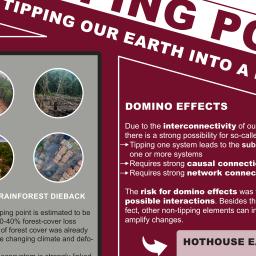 PING PO
TIPPING OUR EARTH INTO A
DOMINO EFFECTS
Due to the interconnectivity of ou
there is a strong possibility for so-calle
Tipping one system leads to the sub
one or more systems
Requires strong causal connectio
Requires strong network connec
The risk for domino effects was
possible interactions. Besides th
fect, other non-tipping elements can in
amplify changes.
HOTHOUSE EA
RAINFOREST DIEBACK
ping point is estimated to be
0-40% forest-cover loss
of forest cover was already
e changing climate and defo-